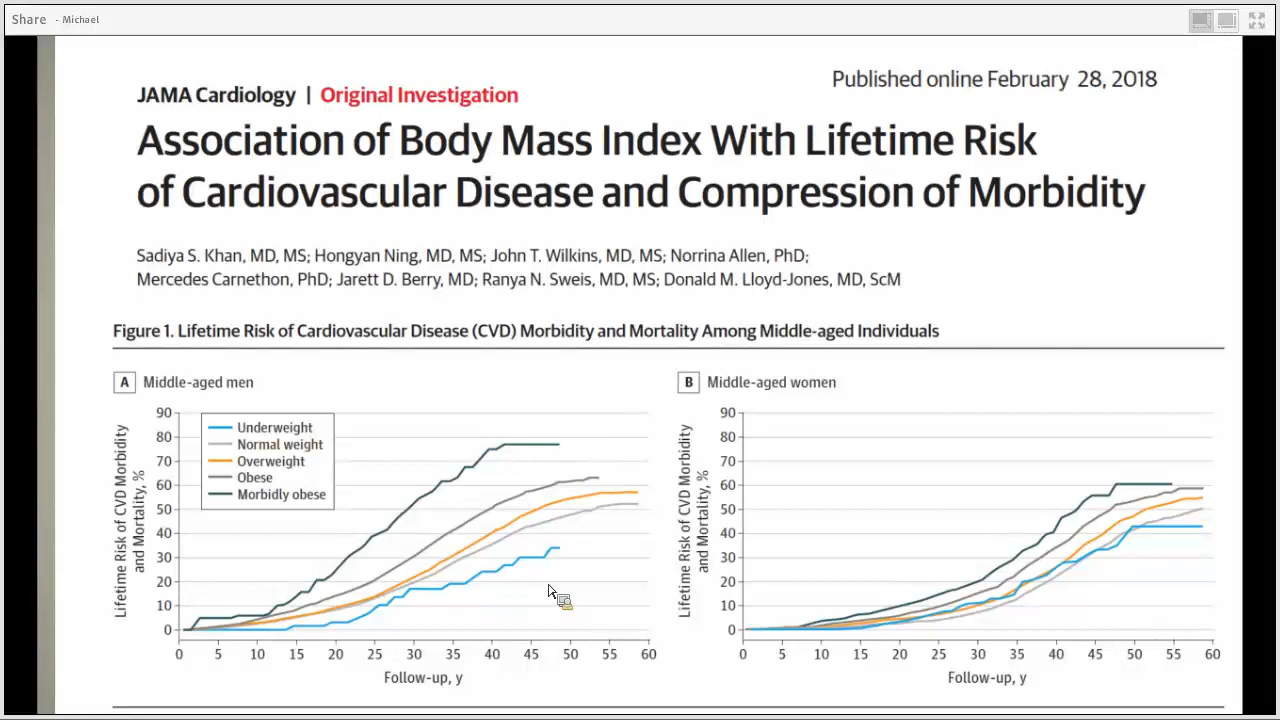 Share - Michael
Published online February 28, 2018
JAMA Cardiology | Original Investigation
Association of Body Mass Index With Lifetime Risk
of Cardiovascular Disease and Compression of Morbidity
Sadiya S. Khan, MD, MS; Hongyan Ning, MD, MS; John T. Wilkins, MD, MS; Norrina Allen, PhD;
Mercedes Carnethon, PhD; Jarett D. Berry, MD; Ranya N. Sweis, MD, MS; Donald M. Lloyd-Jones, MD, ScM
Figure 1. Lifetime Risk of Cardiovascular Disease (CVD) Morbidity and Mortality Among Middle-aged Individuals
A Middle-aged men
Lifetime Risk of CVD Morbidity
and Mortality, %
90
80
70
60
50
40
30
20
10
0
Underweight
Normal weight
Overweight
Obese
Morbidly obese
0 5 10 15 20 25 30 35 40 45 50 55 60
Follow-up, y
B Middle-aged women
Lifetime Risk of CVD Morbidity
and Mortality, %
90
80
70
60
50
40
30
20
10
0
0 5 10 15 20 25 30 35 40 45 50 55 60
Follow-up, y